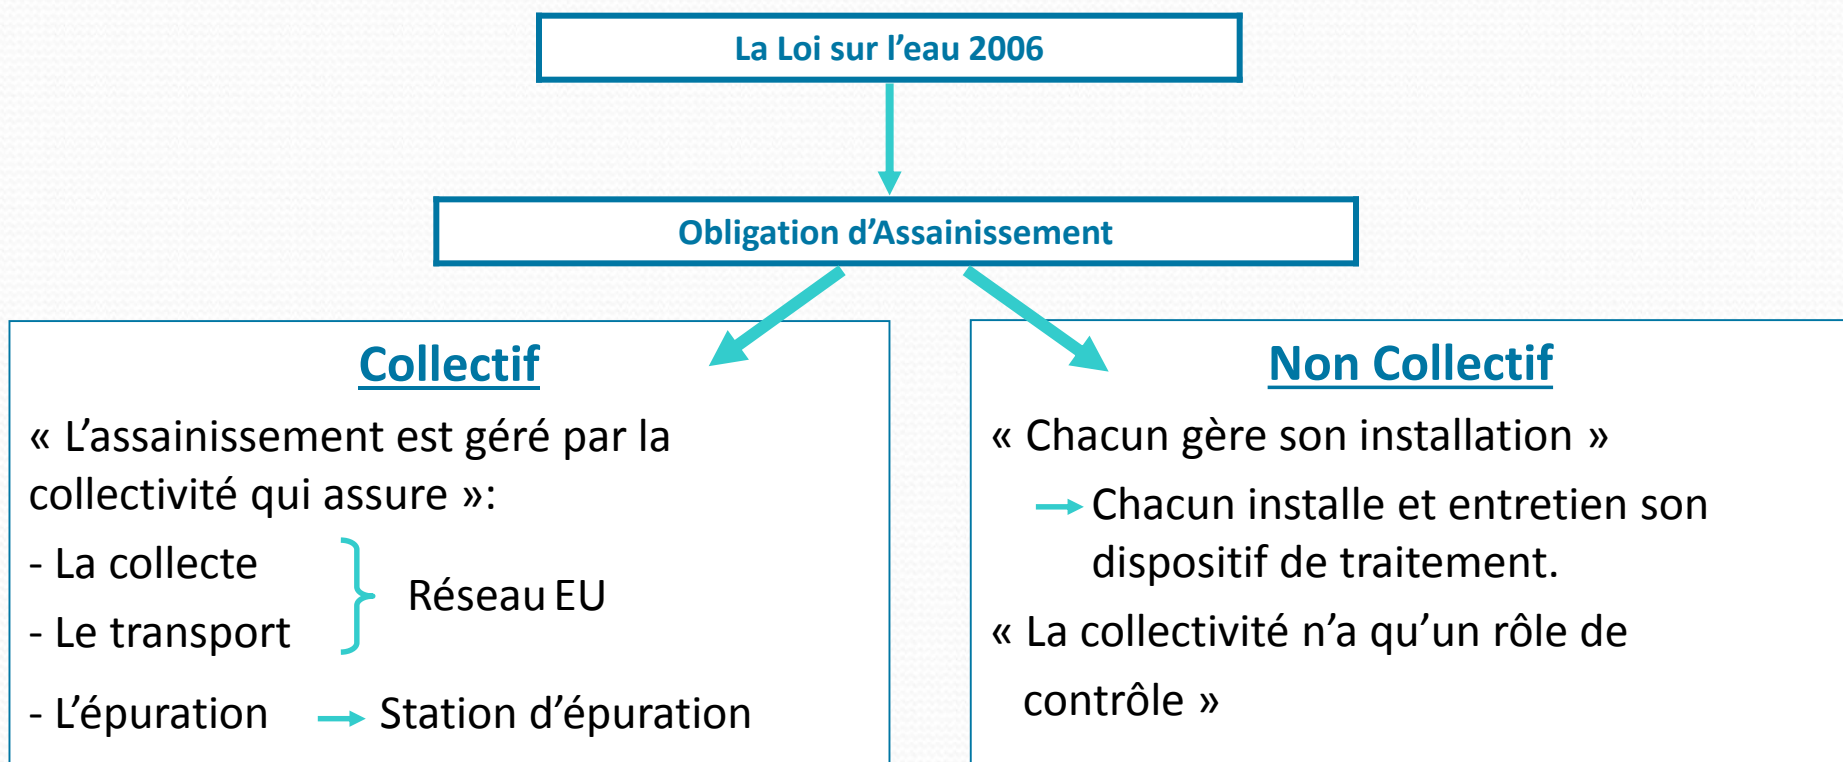 La Loi sur l’eau 2006
Obligation d’Assainissement
Collectif
« L’assainissement est géré par la
collectivité qui assure »:
- La collecte
- Le transport
Réseau EU
- L’épuration
Station d’épuration
Non Collectif
« Chacun gère son installation »
Chacun installe et entretien son
dispositif de traitement.
« La collectivité n’a qu’un rôle de
contrôle »